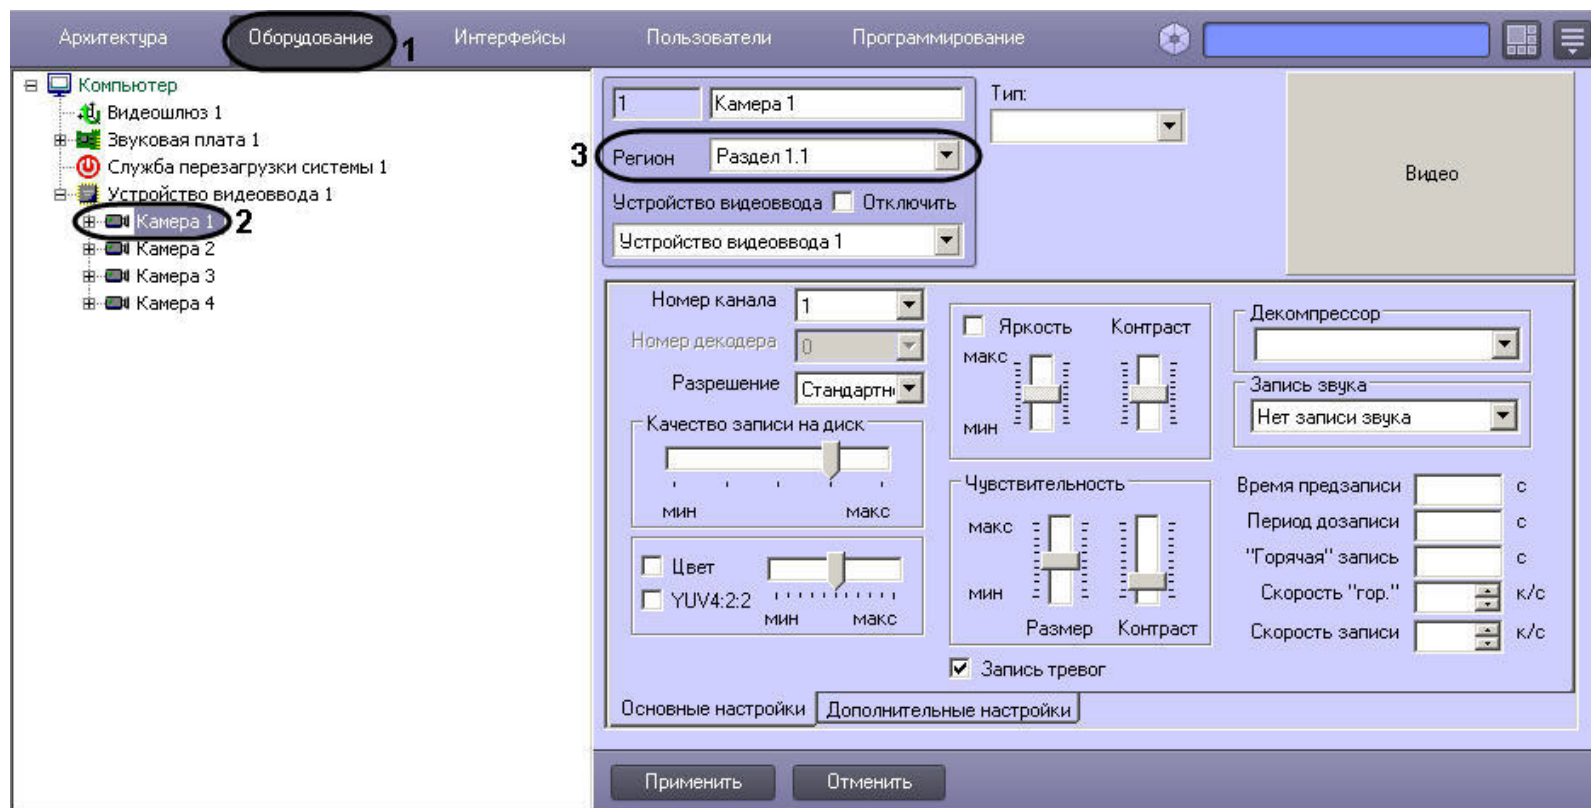 Архитектура Оборудование 1 Интерфейсы Пользователи Программирование
Компьютер
Видеошлюз 1
Звуковая плата 1
Служба перезагрузки системы 1
Устройство видеоввода 1
Камера 1 2
Камера 2
Камера 3
Камера 4
1 Камера 1
3 Регион Раздел 1.1
Устройство видеоввода Отключить
Устройство видеоввода 1
Тип:
Видео
Номер канала 1
Номер декодера 0
Разрешение Стандартн
Качество записи на диск
мин макс
Цвет
YUV4:2:2
мин макс
Яркость Контраст
макс
мин
Чувствительность
макс
мин
Размер Контраст
Запись тревог
Декомпрессор
Запись звука
Нет записи звука
Время предзаписи с
Период дозаписи с
"Горячая" запись с
Скорость "гор." к/с
Скорость записи к/с
Основные настройки Дополнительные настройки
Применить Отменить